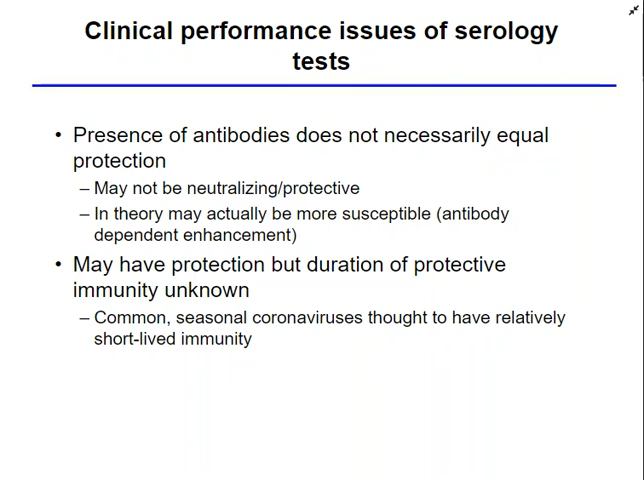 Clinical performance issues of serology
tests
• Presence of antibodies does not necessarily equal
protection
– May not be neutralizing/protective
– In theory may actually be more susceptible (antibody
dependent enhancement)
• May have protection but duration of protective
immunity unknown
– Common, seasonal coronaviruses thought to have relatively
short-lived immunity